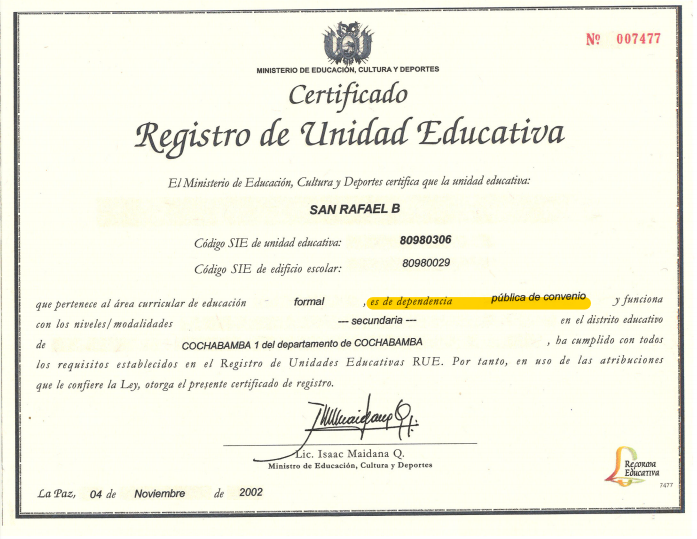 Nº 007477
MINISTERIO DE EDUCACIÓN, CULTURA Y DEPORTES
Certificado
Registro de Unidad Educativa
El Ministerio de Educación, Cultura y Deportes certifica que la unidad educativa:
SAN RAFAEL B
Código SIE de unidad educativa: 80980306
Código SIE de edificio escolar: 80980029
que pertenece al área curricular de educación formal , es de dependencia pública de convenio y funciona
con los niveles/modalidades --- secundaria --- en el distrito educativo
de COCHABAMBA 1 del departamento de COCHABAMBA , ha cumplido con todos
los requisitos establecidos en el Registro de Unidades Educativas RUE. Por tanto, en uso de las atribuciones
que le confiere la Ley, otorga el presente certificado de registro.
Lic. Isaac Maidana Q.
Ministro de Educación, Cultura y Deportes
La Paz, 04 de Noviembre de 2002
Reforma
Educativa
7477